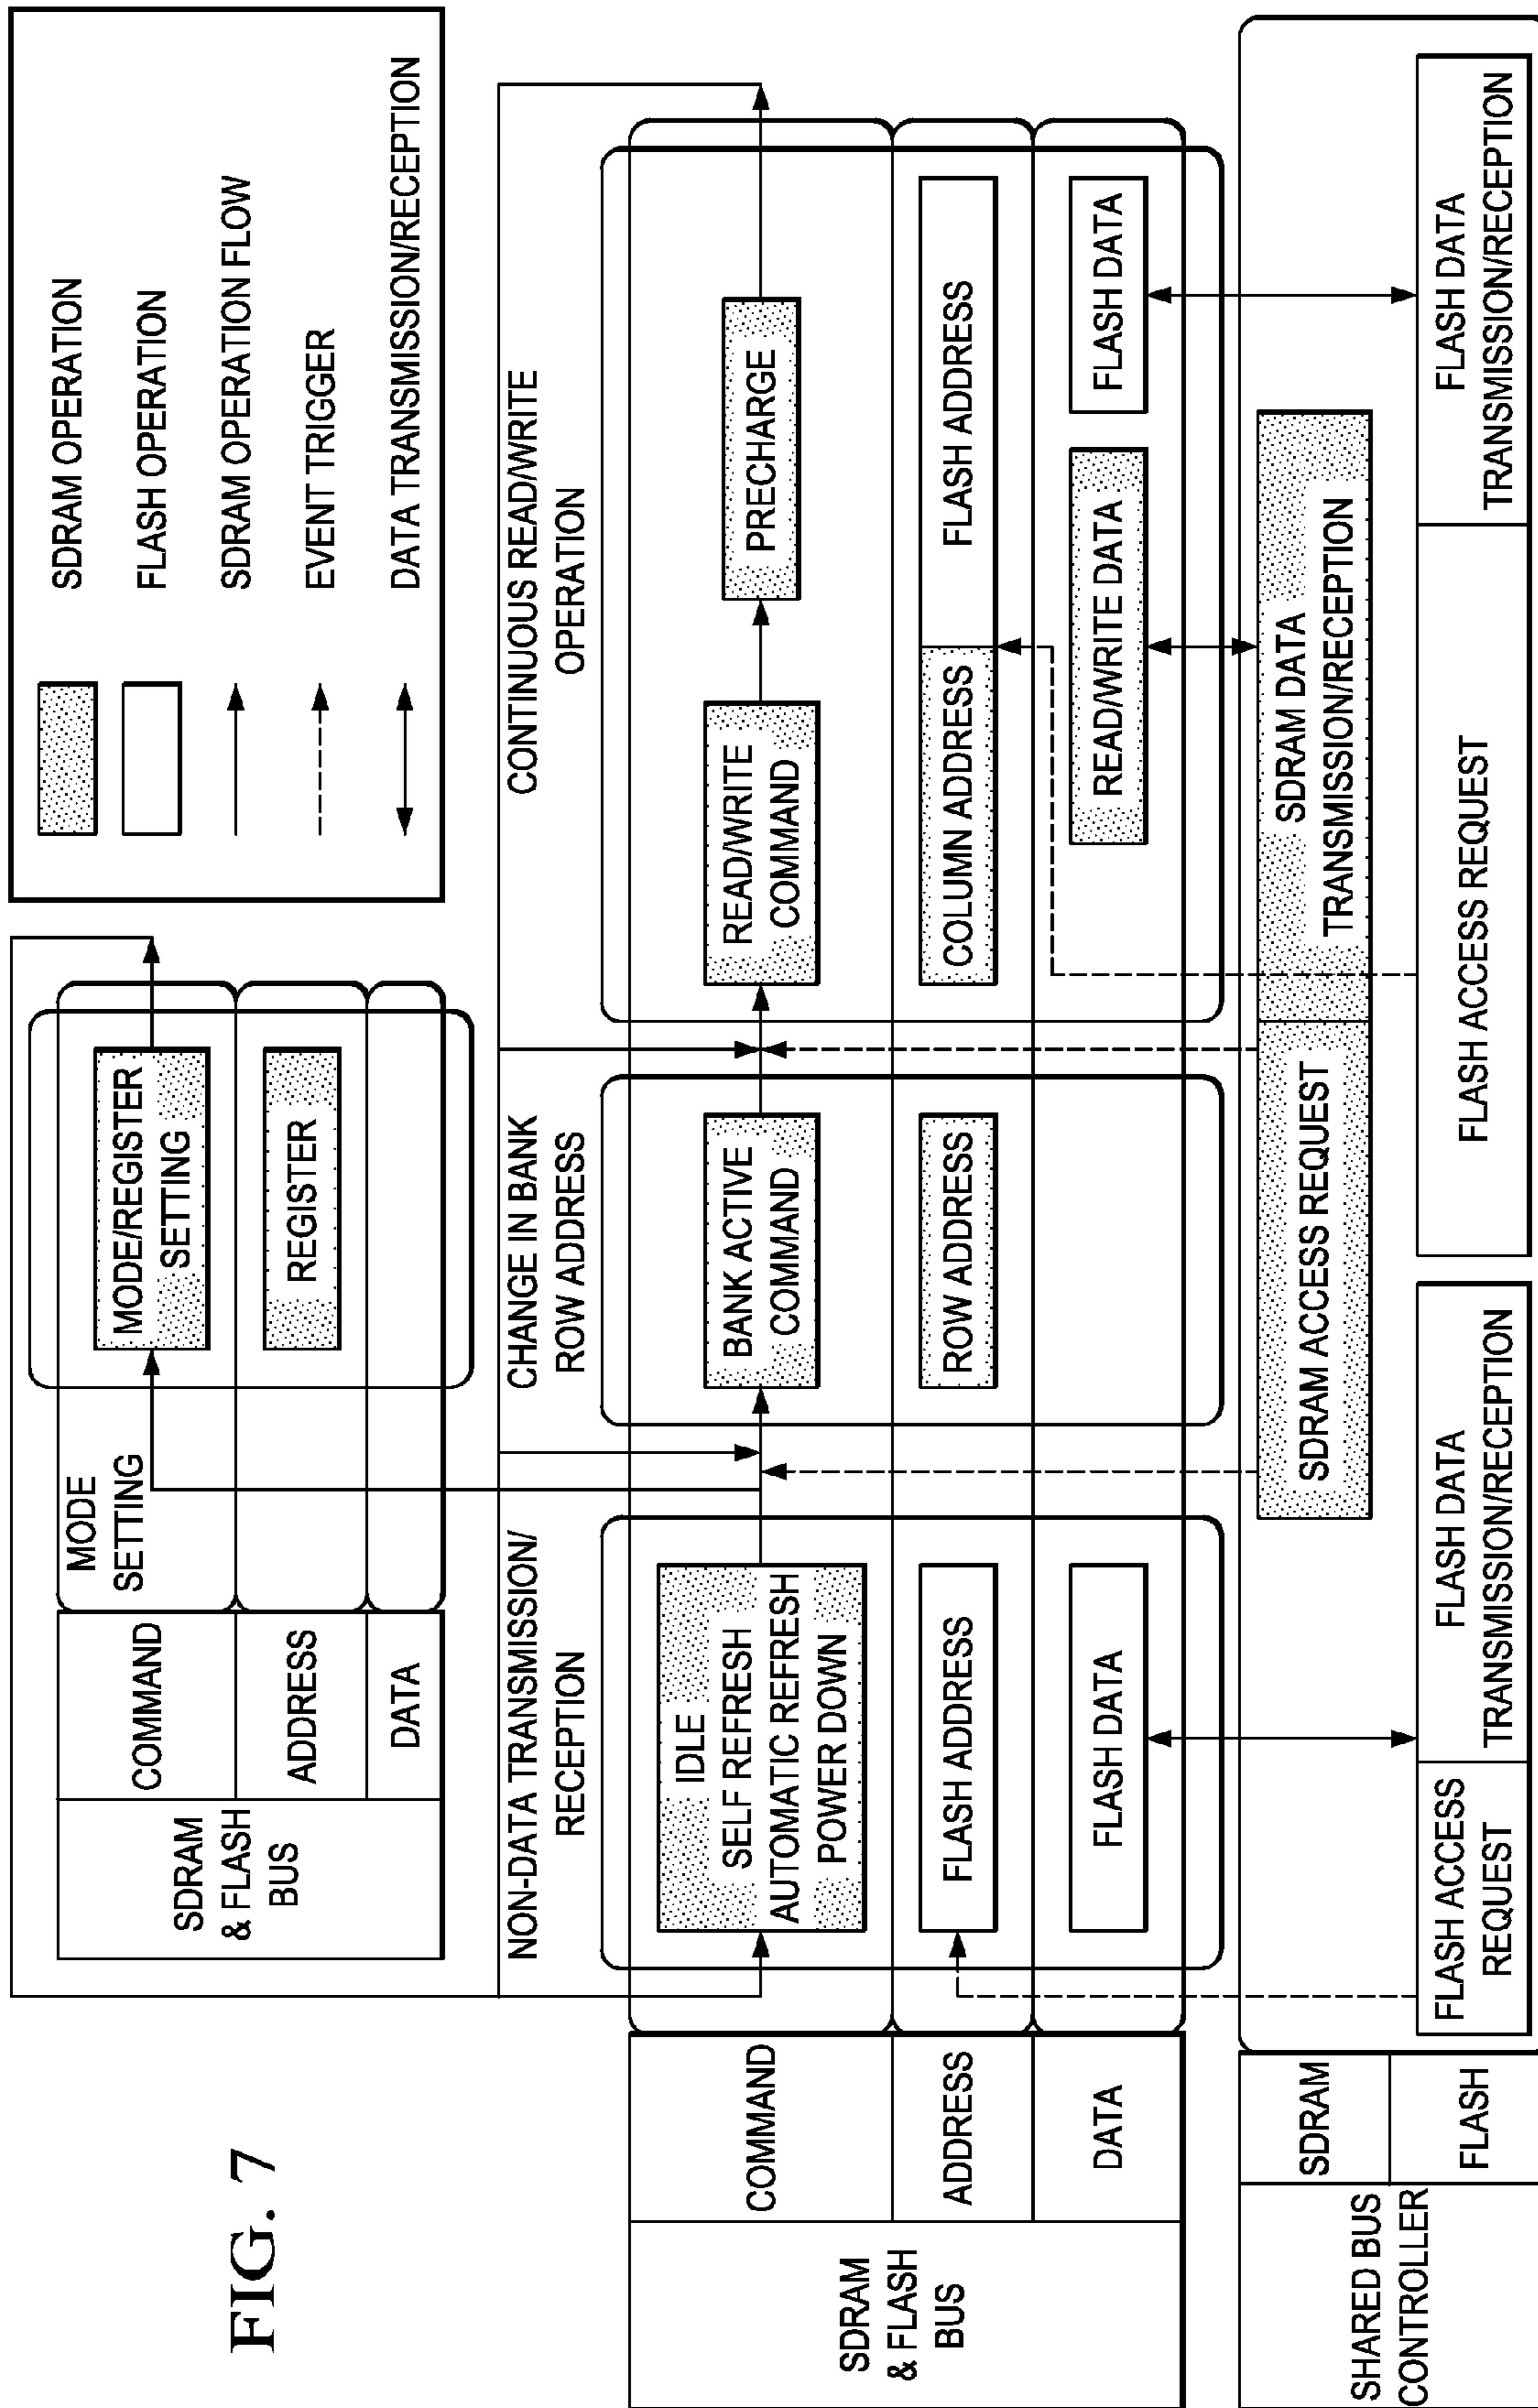 FIG. 7
SDRAM
& FLASH
BUS
COMMAND
ADDRESS
DATA
MODE
SETTING
MODE/REGISTER
SETTING
REGISTER
SDRAM OPERATION
FLASH OPERATION
SDRAM OPERATION FLOW
EVENT TRIGGER
DATA TRANSMISSION/RECEPTION
NON-DATA TRANSMISSION/
RECEPTION
CHANGE IN BANK
ROW ADDRESS
CONTINUOUS READ/WRITE
OPERATION
SDRAM
& FLASH
BUS
COMMAND
IDLE
SELF REFRESH
AUTOMATIC REFRESH
POWER DOWN
BANK ACTIVE
COMMAND
READ/WRITE
COMMAND
PRECHARGE
ADDRESS
FLASH ADDRESS
ROW ADDRESS
COLUMN ADDRESS
FLASH ADDRESS
DATA
FLASH DATA
READ/WRITE DATA
FLASH DATA
SHARED BUS
CONTROLLER
SDRAM
SDRAM ACCESS REQUEST
SDRAM DATA
TRANSMISSION/RECEPTION
FLASH
FLASH ACCESS
REQUEST
FLASH DATA
TRANSMISSION/RECEPTION
FLASH ACCESS REQUEST
FLASH DATA
TRANSMISSION/RECEPTION